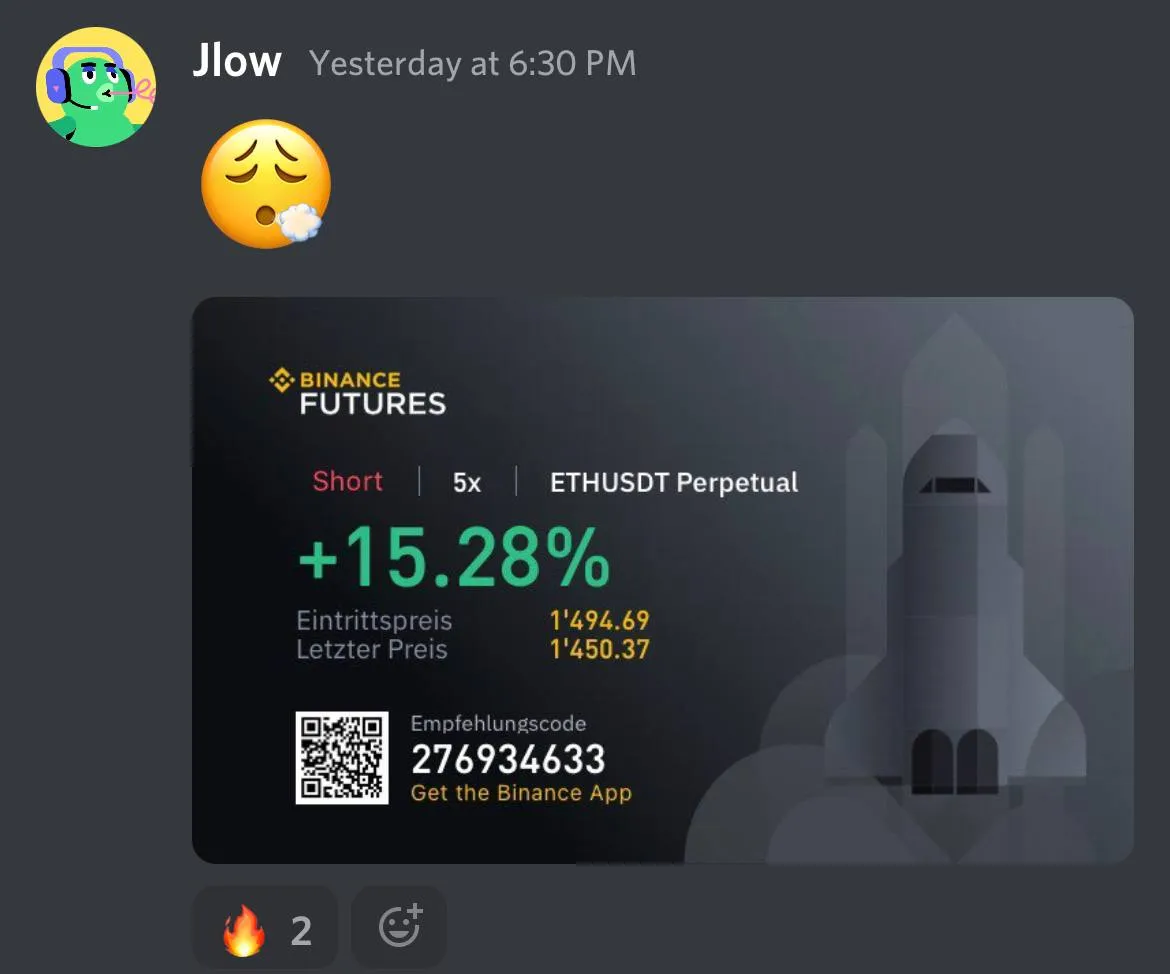 Jlow Yesterday at 6:30 PM
BINANCE
FUTURES
Short | 5x | ETHUSDT Perpetual
+15.28%
Eintrittspreis 1'494.69
Letzter Preis 1'450.37
Empfehlungscode
276934633
Get the Binance App
2